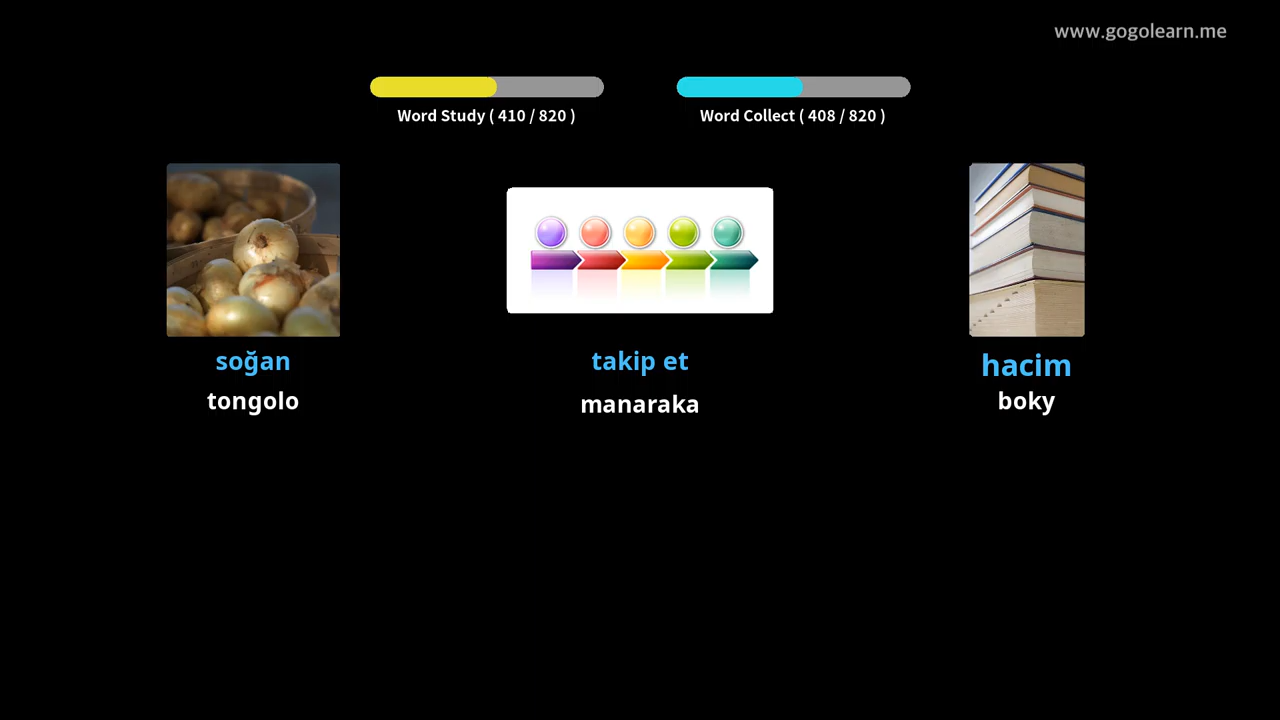 www.gogolearn.me
Word Study ( 410 / 820 )
Word Collect ( 408 / 820 )
soğan
tongolo
takip et
manaraka
hacim
boky